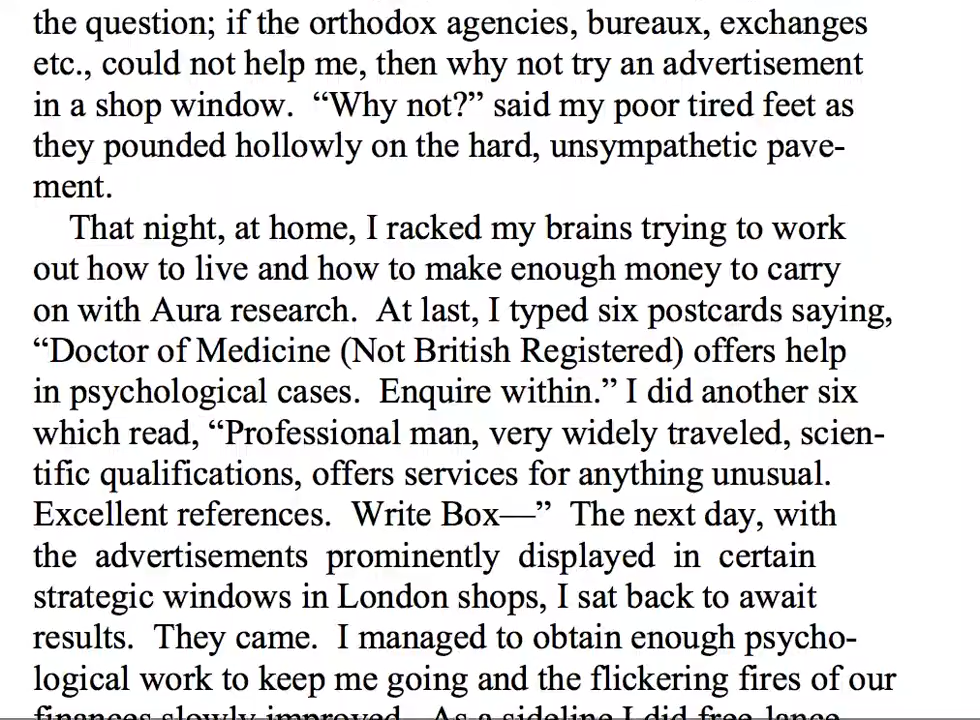 the question; if the orthodox agencies, bureaux, exchanges
etc., could not help me, then why not try an advertisement
in a shop window.  “Why not?” said my poor tired feet as
they pounded hollowly on the hard, unsympathetic pave-
ment.
That night, at home, I racked my brains trying to work
out how to live and how to make enough money to carry
on with Aura research.  At last, I typed six postcards saying,
“Doctor of Medicine (Not British Registered) offers help
in psychological cases.  Enquire within.” I did another six
which read, “Professional man, very widely traveled, scien-
tific qualifications, offers services for anything unusual.
Excellent references.  Write Box—”  The next day, with
the advertisements prominently displayed in certain
strategic windows in London shops, I sat back to await
results.  They came.  I managed to obtain enough psycho-
logical work to keep me going and the flickering fires of our
finances slowly improved.  As a sideline I did free-lance